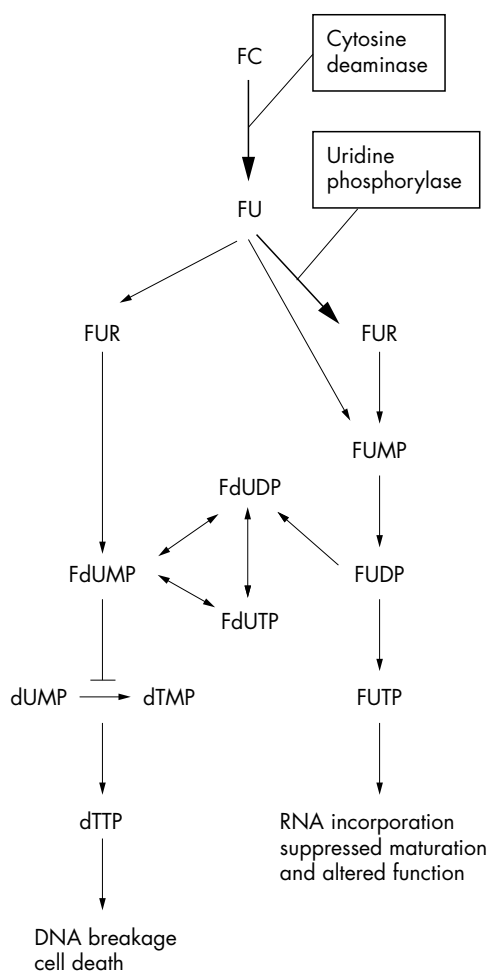 FC
Cytosine
deaminase
Uridine
phosphorylase
FU
FUR
FUR
FUMP
FdUDP
FdUMP
FUDP
FdUTP
dUMP
dTMP
FUTP
dTTP
RNA incorporation
suppressed maturation
and altered function
DNA breakage
cell death